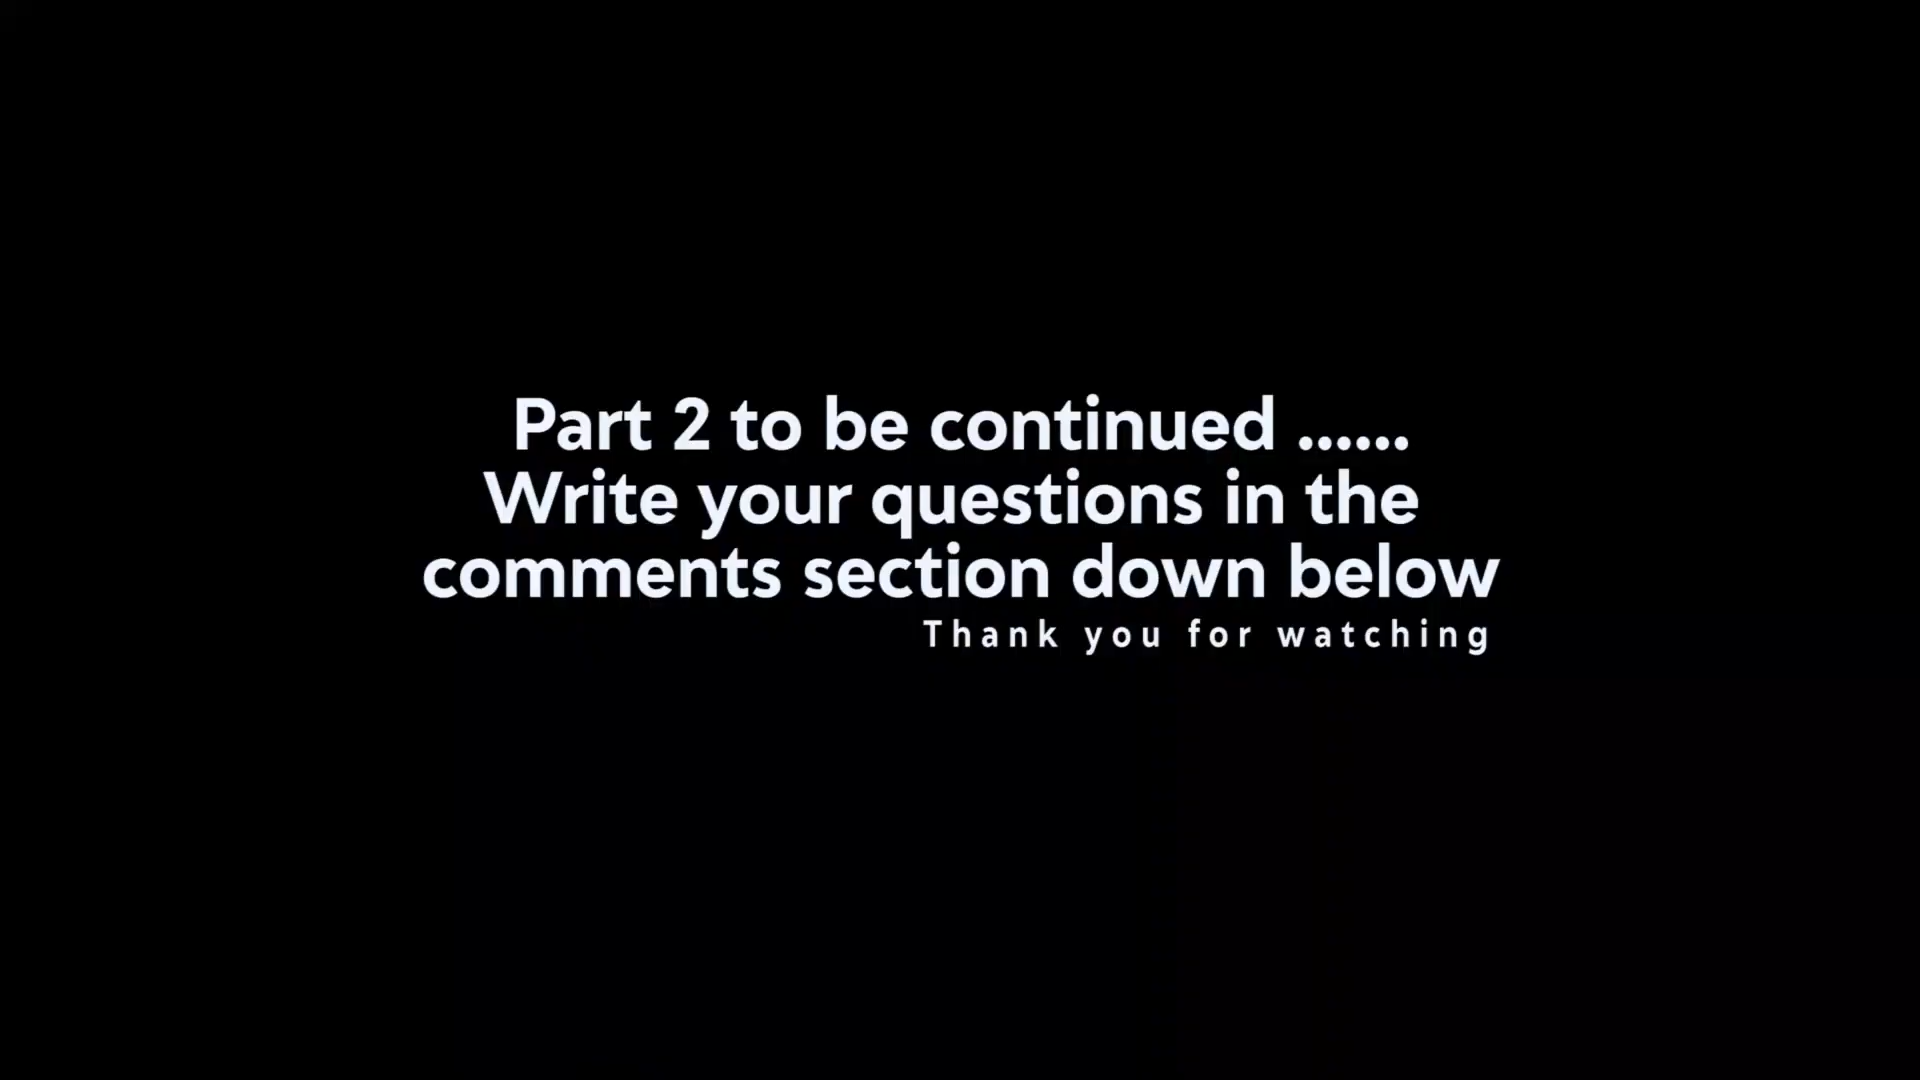 Part 2 to be continued ......
Write your questions in the
comments section down below
Thank you for watching